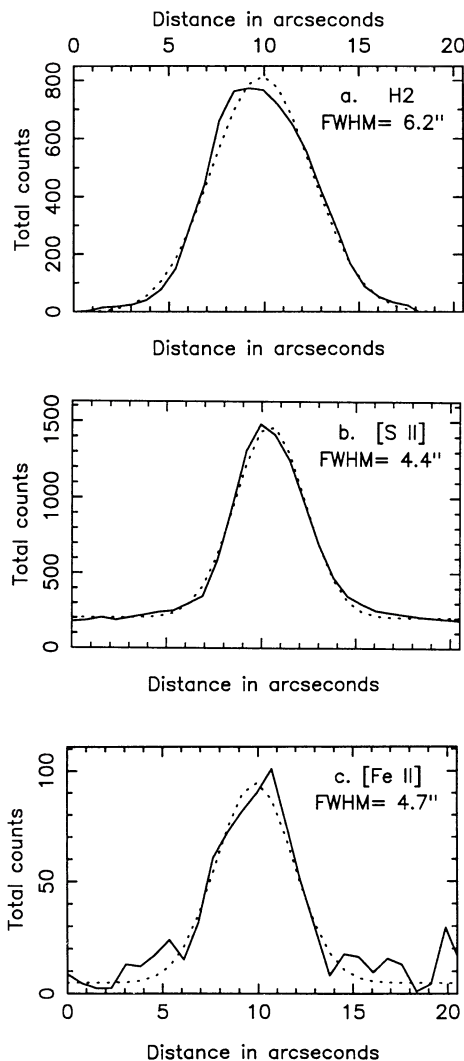 Distance in arcseconds
0 5 10 15 20
800
600
400
200
0
Total counts
a. H2
FWHM= 6.2"
Distance in arcseconds
1500
1000
500
0
Total counts
b. [S II]
FWHM= 4.4"
Distance in arcseconds
100
50
0
Total counts
c. [Fe II]
FWHM= 4.7"
0 5 10 15 20
Distance in arcseconds